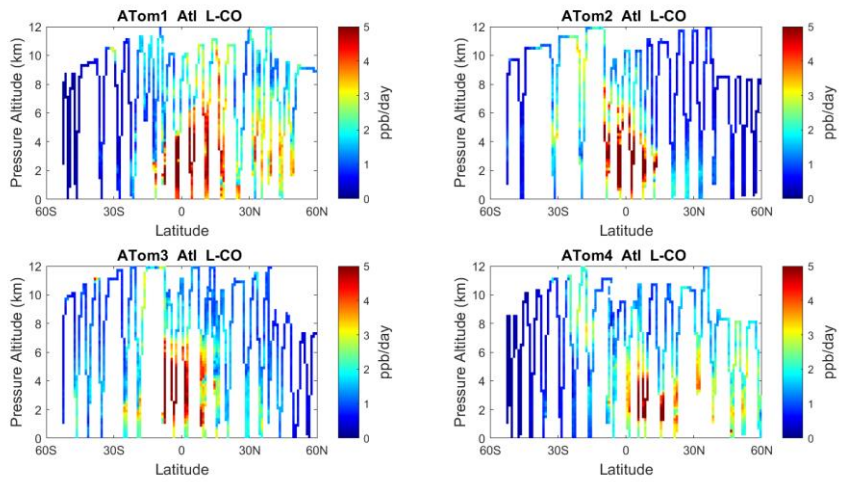 ATom1 Atl L-CO
Pressure Altitude (km)
12
10
8
6
4
2
0
60S 30S 0 30N 60N
Latitude
5
4
3
2
1
0
ppb/day
ATom2 Atl L-CO
Pressure Altitude (km)
12
10
8
6
4
2
0
60S 30S 0 30N 60N
Latitude
5
4
3
2
1
0
ppb/day
ATom3 Atl L-CO
Pressure Altitude (km)
12
10
8
6
4
2
0
60S 30S 0 30N 60N
Latitude
5
4
3
2
1
0
ppb/day
ATom4 Atl L-CO
Pressure Altitude (km)
12
10
8
6
4
2
0
60S 30S 0 30N 60N
Latitude
5
4
3
2
1
0
ppb/day